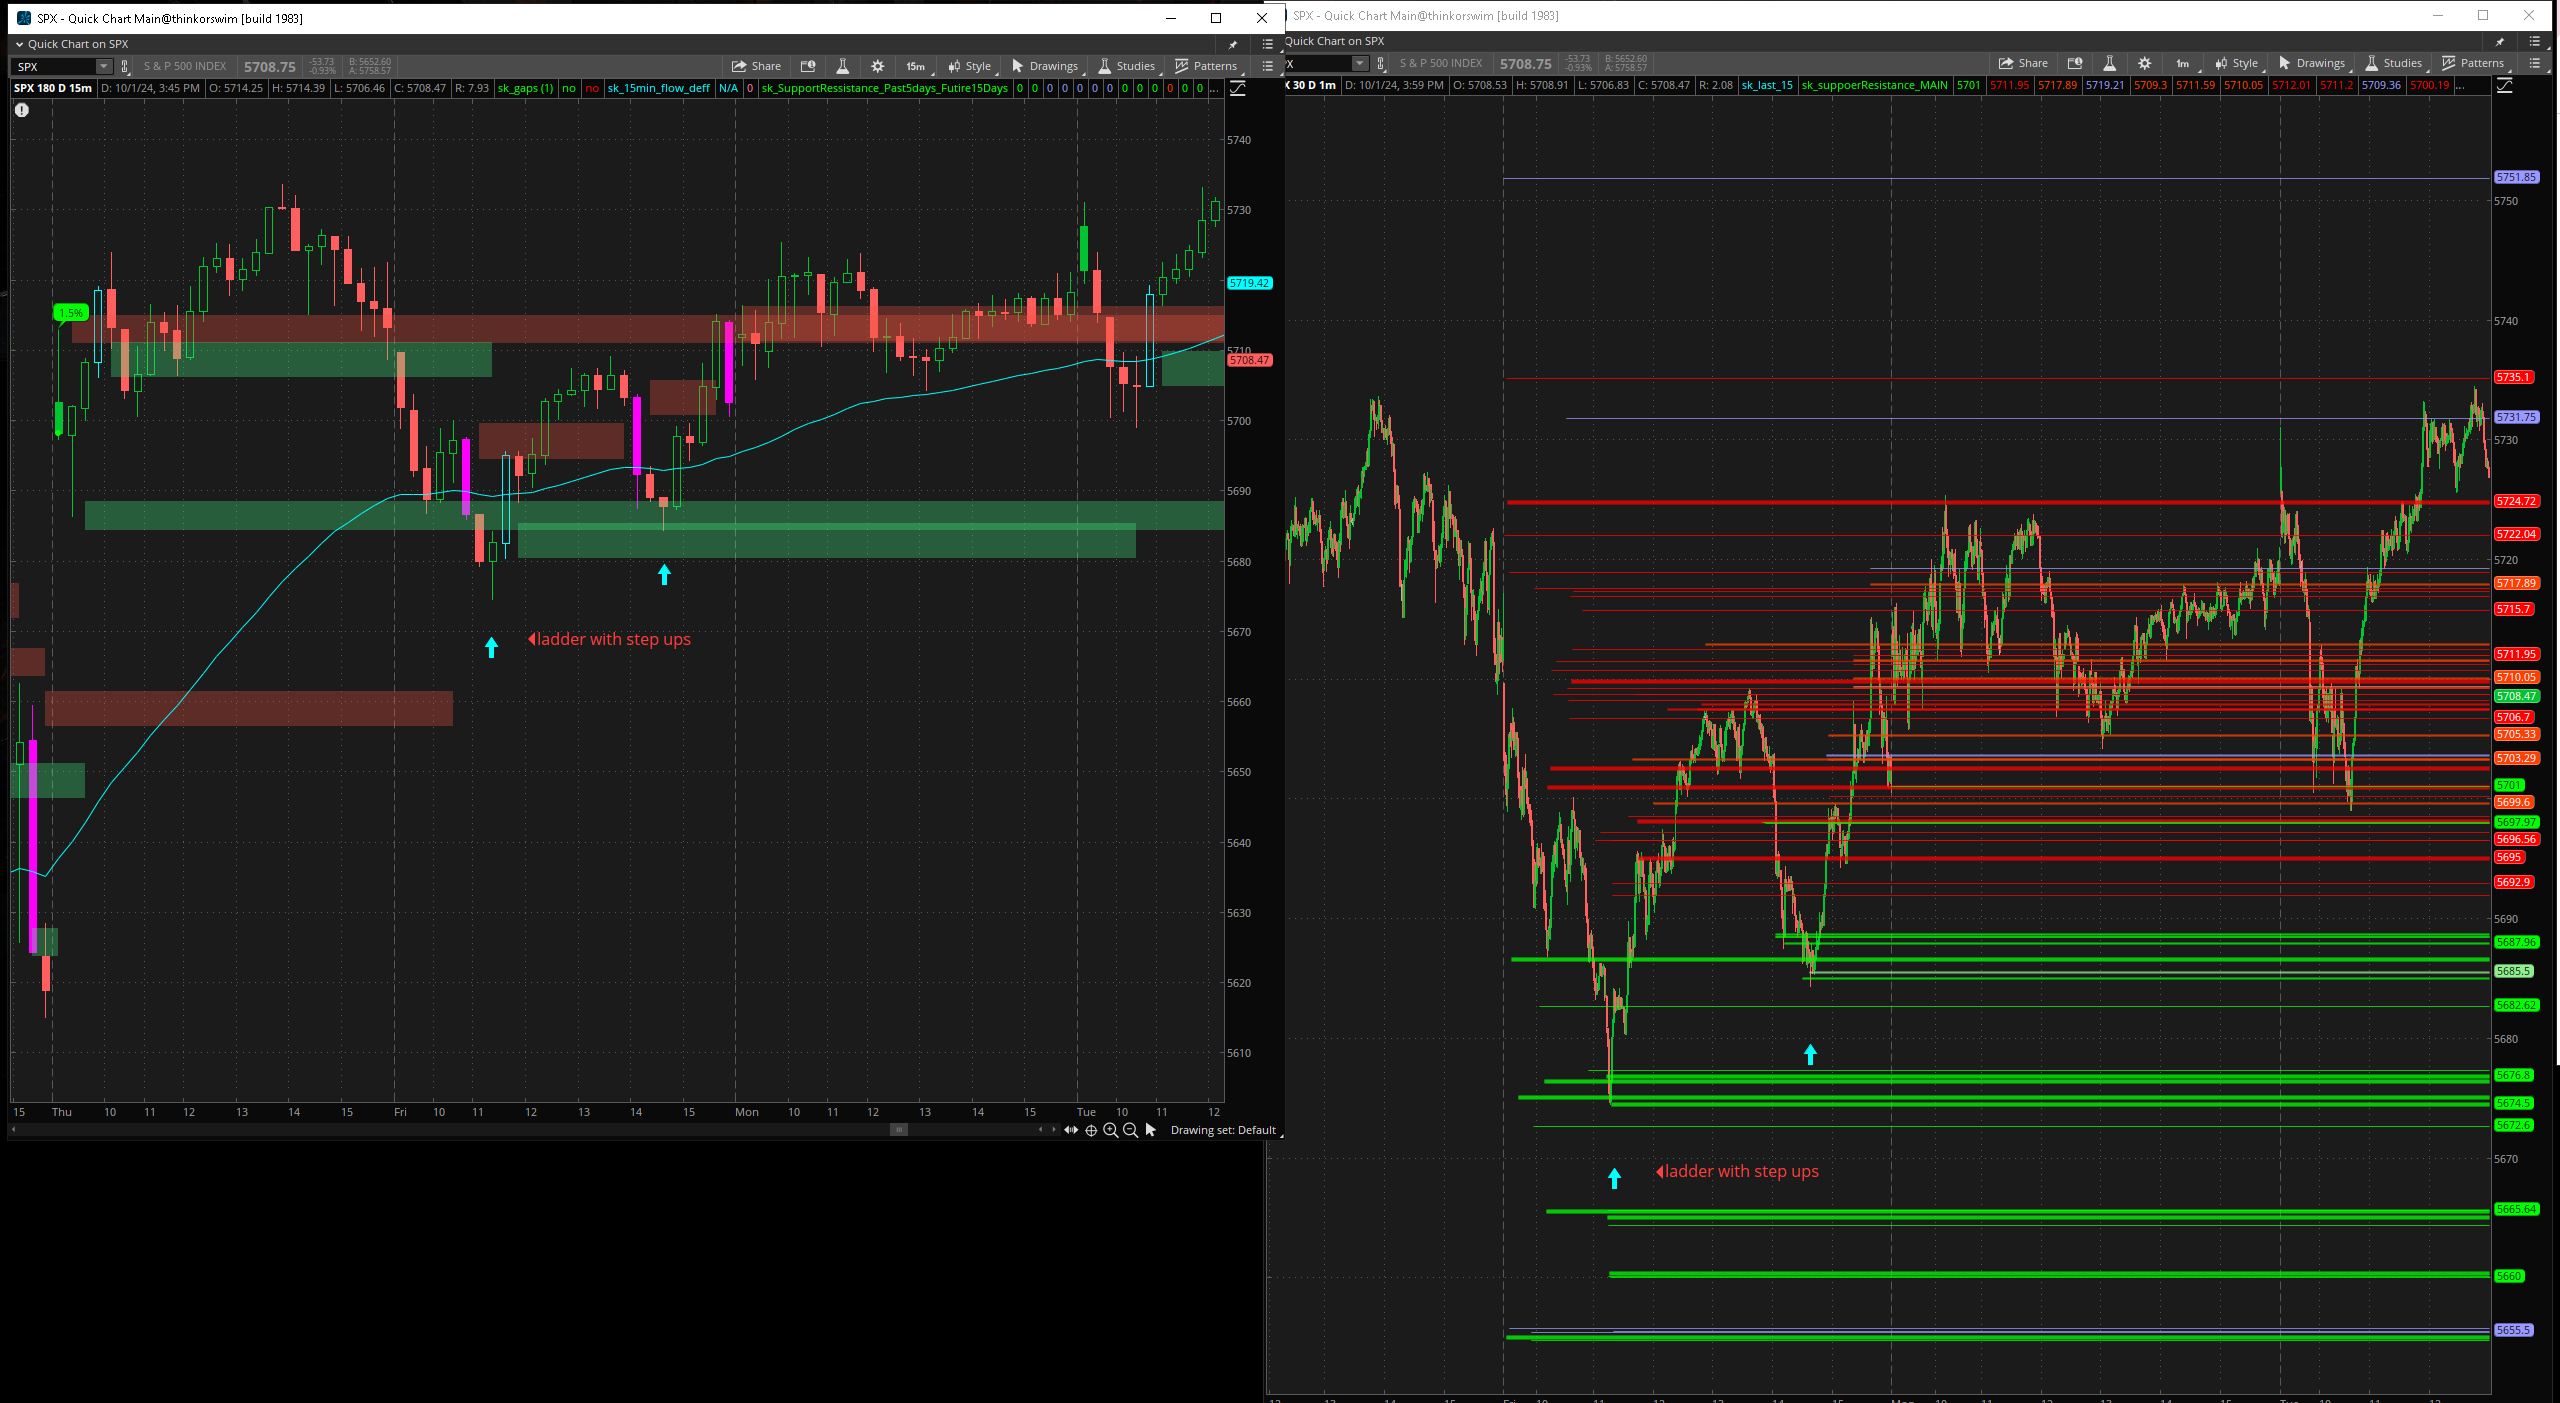 SPX - Quick Chart Main@thinkorswim [build 1983]
Quick Chart on SPX
SPX
S & P 500 INDEX
5708.75
-53.73
-0.93%
B: 5652.60
A: 5758.57
Share
15m
Style
Drawings
Studies
Patterns
SPX 180 D 15m
D: 10/1/24, 3:45 PM
O: 5714.25
H: 5714.39
L: 5706.46
C: 5708.47
R: 7.93
sk_gaps (1)
no
no
sk_15min_flow_deff
N/A
0
sk_SupportRessistance_Past5days_Futire15Days
0 0 0 0 0 0 0 0 0 0 0 0 0 ...
5740
5730
5719.42
5710
5708.47
5700
5690
5680
5670
5660
5650
5640
5630
5620
5610
1.5%
ladder with step ups
15 Thu 10 11 12 13 14 15 Fri 10 11 12 13 14 15 Mon 10 11 12 13 14 15 Tue 10 11 12
Drawing set: Default
SPX - Quick Chart Main@thinkorswim [build 1983]
Quick Chart on SPX
S & P 500 INDEX
5708.75
-53.73
-0.93%
B: 5652.60
A: 5758.57
Share
1m
Style
Drawings
Studies
Patterns
X 30 D 1m
D: 10/1/24, 3:59 PM
O: 5708.53
H: 5708.91
L: 5706.83
C: 5708.47
R: 2.08
sk_last_15
sk_suppoerResistance_MAIN
5701
5711.95
5717.89
5719.21
5709.3
5711.59
5710.05
5712.01
5711.2
5709.36
5700.19
...
5751.85
5750
5740
5735.1
5731.75
5730
5724.72
5722.04
5720
5717.89
5715.7
5711.95
5710.05
5708.47
5706.7
5705.33
5703.29
5701
5699.6
5697.97
5696.56
5695
5692.9
5690
5687.96
5685.5
5682.62
5680
5676.8
5674.5
5672.6
5670
5665.64
5660
5655.5
ladder with step ups